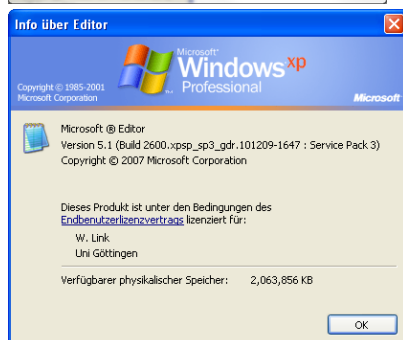 Info über Editor
Microsoft®
Windows xp
Professional
Copyright © 1985-2001
Microsoft Corporation
Microsoft
Microsoft ® Editor
Version 5.1 (Build 2600.xpsp_sp3_gdr.101209-1647 : Service Pack 3)
Copyright © 2007 Microsoft Corporation
Dieses Produkt ist unter den Bedingungen des
Endbenutzerlizenzvertrags lizenziert für:
W. Link
Uni Göttingen
Verfügbarer physikalischer Speicher: 2,063,856 KB
OK